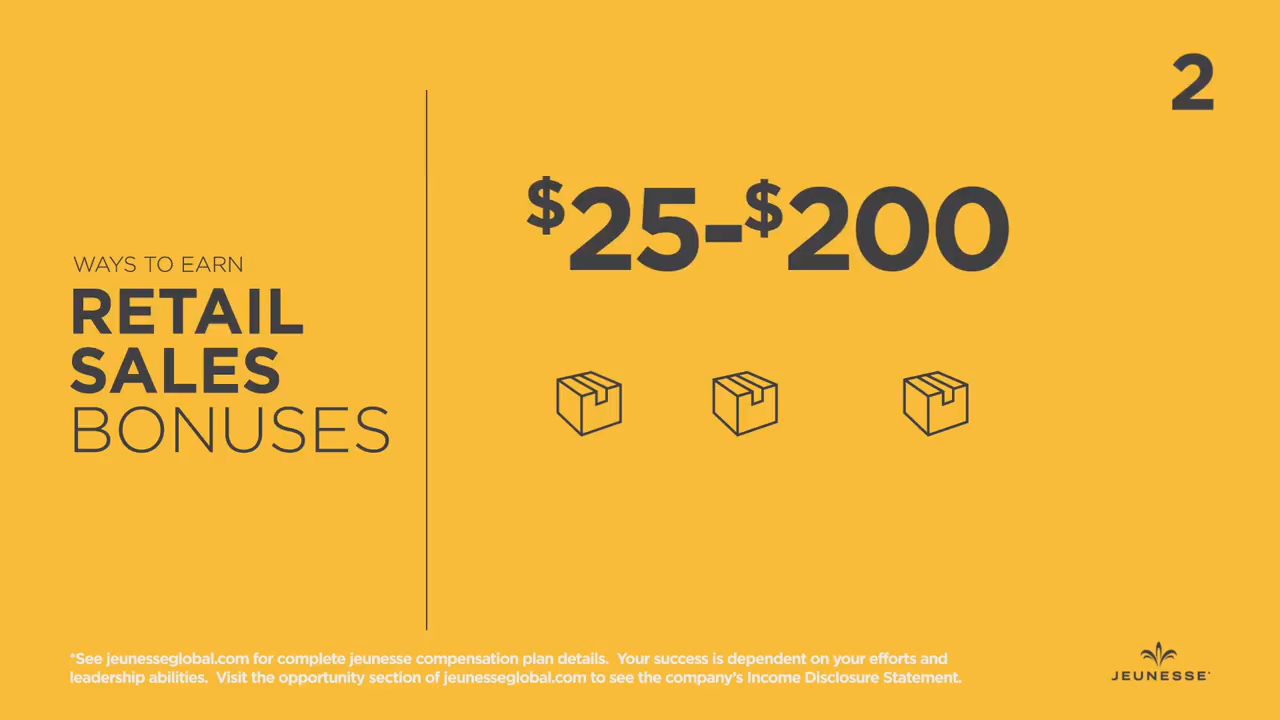 2
WAYS TO EARN
RETAIL
SALES
BONUSES
$25-$200
*See jeunesseglobal.com for complete jeunesse compensation plan details.  Your success is dependent on your efforts and
leadership abilities.  Visit the opportunity section of jeunesseglobal.com to see the company's Income Disclosure Statement.
JEUNESSE